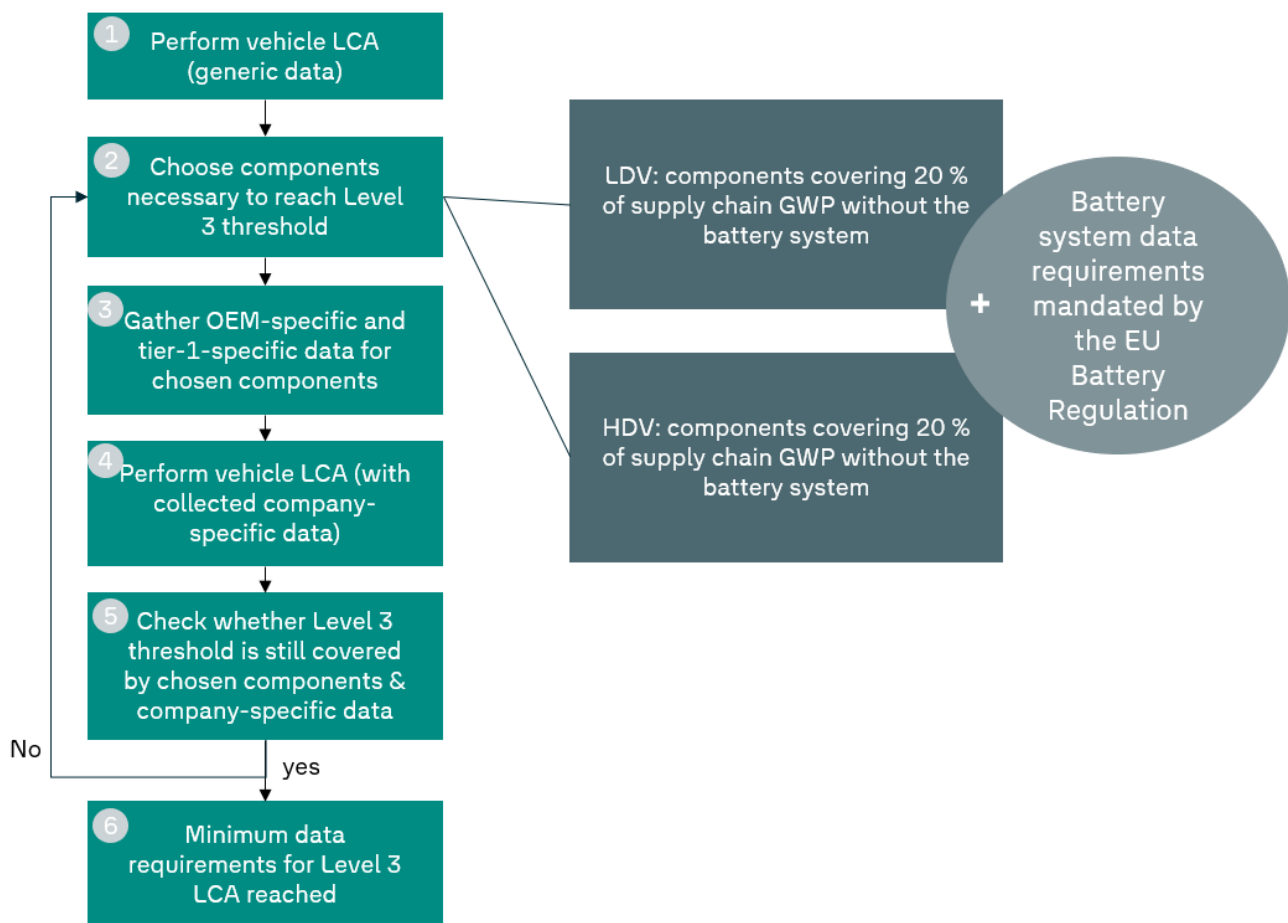 1
Perform vehicle LCA
(generic data)
2
Choose components
necessary to reach Level
3 threshold
3
Gather OEM-specific and
tier-1-specific data for
chosen components
4
Perform vehicle LCA (with
collected company-
specific data)
5
Check whether Level 3
threshold is still covered
by chosen components &
company-specific data
No
yes
6
Minimum data
requirements for Level 3
LCA reached
LDV: components covering 20 %
of supply chain GWP without the
battery system
HDV: components covering 20 %
of supply chain GWP without the
battery system
+
Battery
system data
requirements
mandated by
the EU
Battery
Regulation